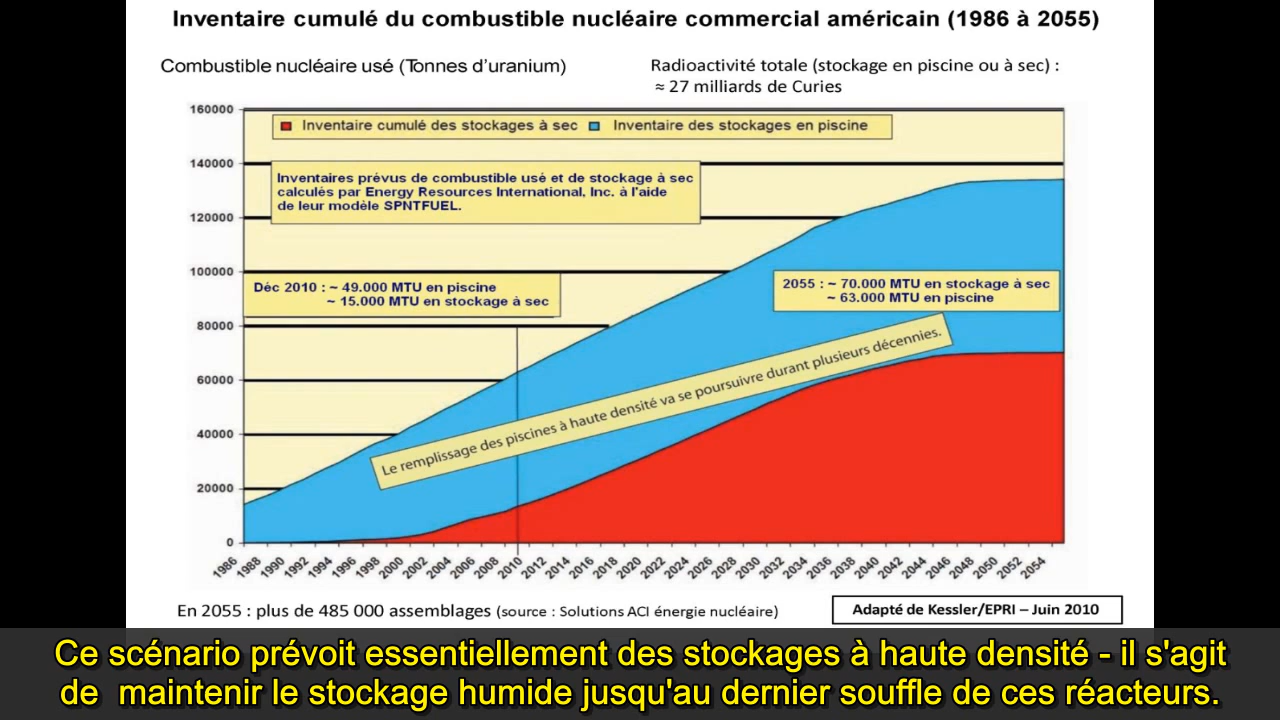 Inventaire cumulé du combustible nucléaire commercial américain (1986 à 2055)
Combustible nucléaire usé (Tonnes d'uranium)
Radioactivité totale (stockage en piscine ou à sec) :
≈ 27 milliards de Curies
160000
140000
120000
100000
80000
60000
40000
20000
0
Inventaire cumulé des stockages à sec
Inventaire des stockages en piscine
Inventaires prévus de combustible usé et de stockage à sec
calculés par Energy Resources International, Inc. à l'aide
de leur modèle SPNTFUEL.
Déc 2010 : ~ 49.000 MTU en piscine
~ 15.000 MTU en stockage à sec
2055 : ~ 70.000 MTU en stockage à sec
~ 63.000 MTU en piscine
Le remplissage des piscines à haute densité va se poursuivre durant plusieurs décennies.
1986 1988 1990 1992 1994 1996 1998 2000 2002 2004 2006 2008 2010 2012 2014 2016 2018 2020 2022 2024 2026 2028 2030 2032 2034 2036 2038 2040 2042 2044 2046 2048 2050 2052 2054
En 2055 : plus de 485 000 assemblages (source : Solutions ACI énergie nucléaire)
Adapté de Kessler/EPRI – Juin 2010
Ce scénario prévoit essentiellement des stockages à haute densité - il s'agit
de  maintenir le stockage humide jusqu'au dernier souffle de ces réacteurs.